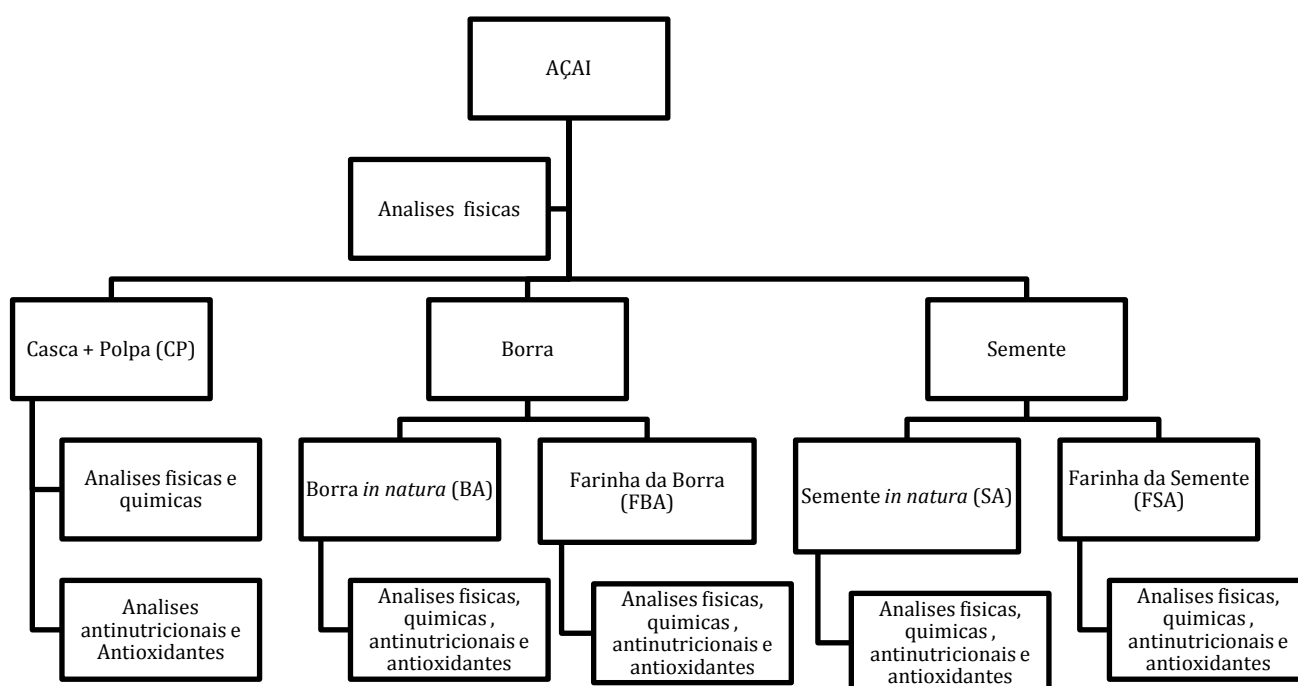 AÇAI
Analises fisicas
Casca + Polpa (CP)
Borra
Semente
Analises fisicas e
quimicas
Analises
antinutricionais e
Antioxidantes
Borra in natura (BA)
Farinha da Borra
(FBA)
Semente in natura (SA)
Farinha da Semente
(FSA)
Analises fisicas,
quimicas ,
antinutricionais e
antioxidantes
Analises fisicas,
quimicas ,
antinutricionais e
antioxidantes
Analises fisicas,
quimicas ,
antinutricionais e
antioxidantes
Analises fisicas,
quimicas ,
antinutricionais e
antioxidantes